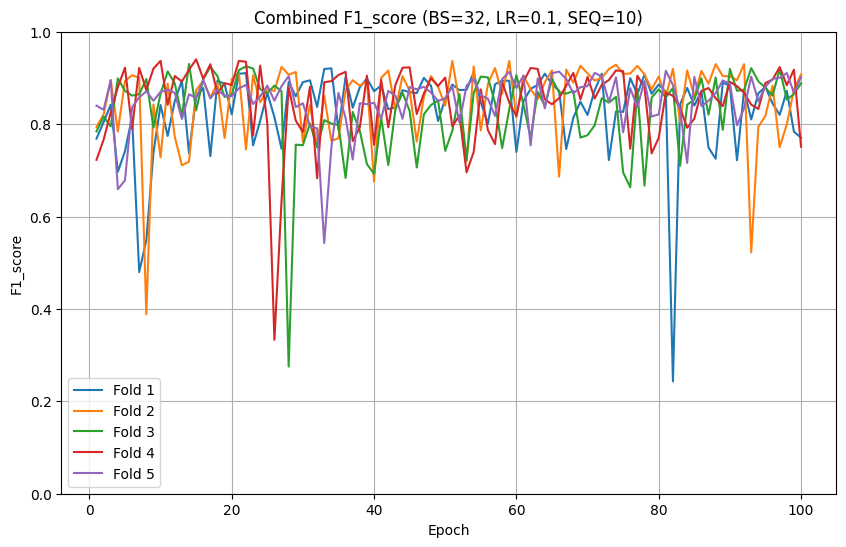 Combined F1_score (BS=32, LR=0.1, SEQ=10)
F1_score
1.0
0.8
0.6
0.4
0.2
0.0
Fold 1
Fold 2
Fold 3
Fold 4
Fold 5
0 20 40 60 80 100
Epoch